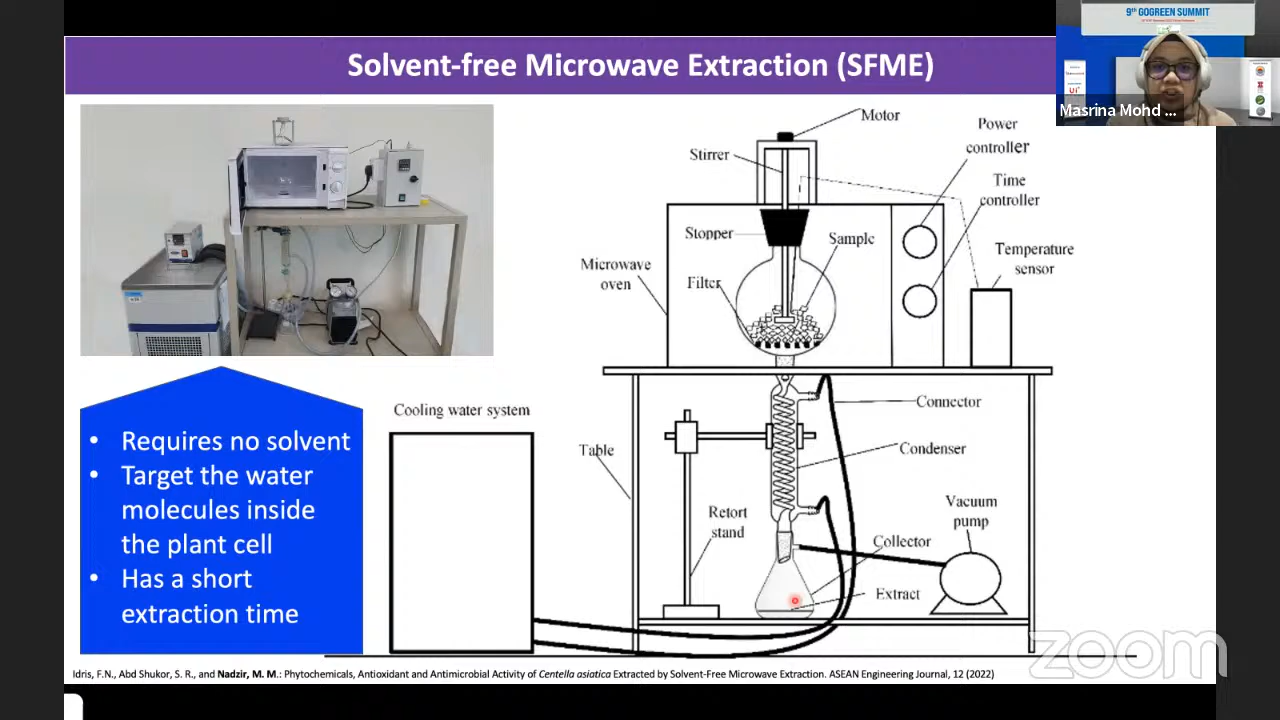 Solvent-free Microwave Extraction (SFME)
9th GOGREEN SUMMIT
Masrina Mohd ...
Motor
Stirrer
Power
controller
Time
controller
Stopper
Sample
Temperature
sensor
Microwave
oven
Filter
Cooling water system
Connector
Table
Condenser
Retort
stand
Vacuum
pump
Collector
Extract
• Requires no solvent
• Target the water
molecules inside
the plant cell
• Has a short
extraction time
zoom
Idris, F.N., Abd Shukor, S. R., and Nadzir, M. M.: Phytochemicals, Antioxidant and Antimicrobial Activity of Centella asiatica Extracted by Solvent-Free Microwave Extraction. ASEAN Engineering Journal, 12 (2022)